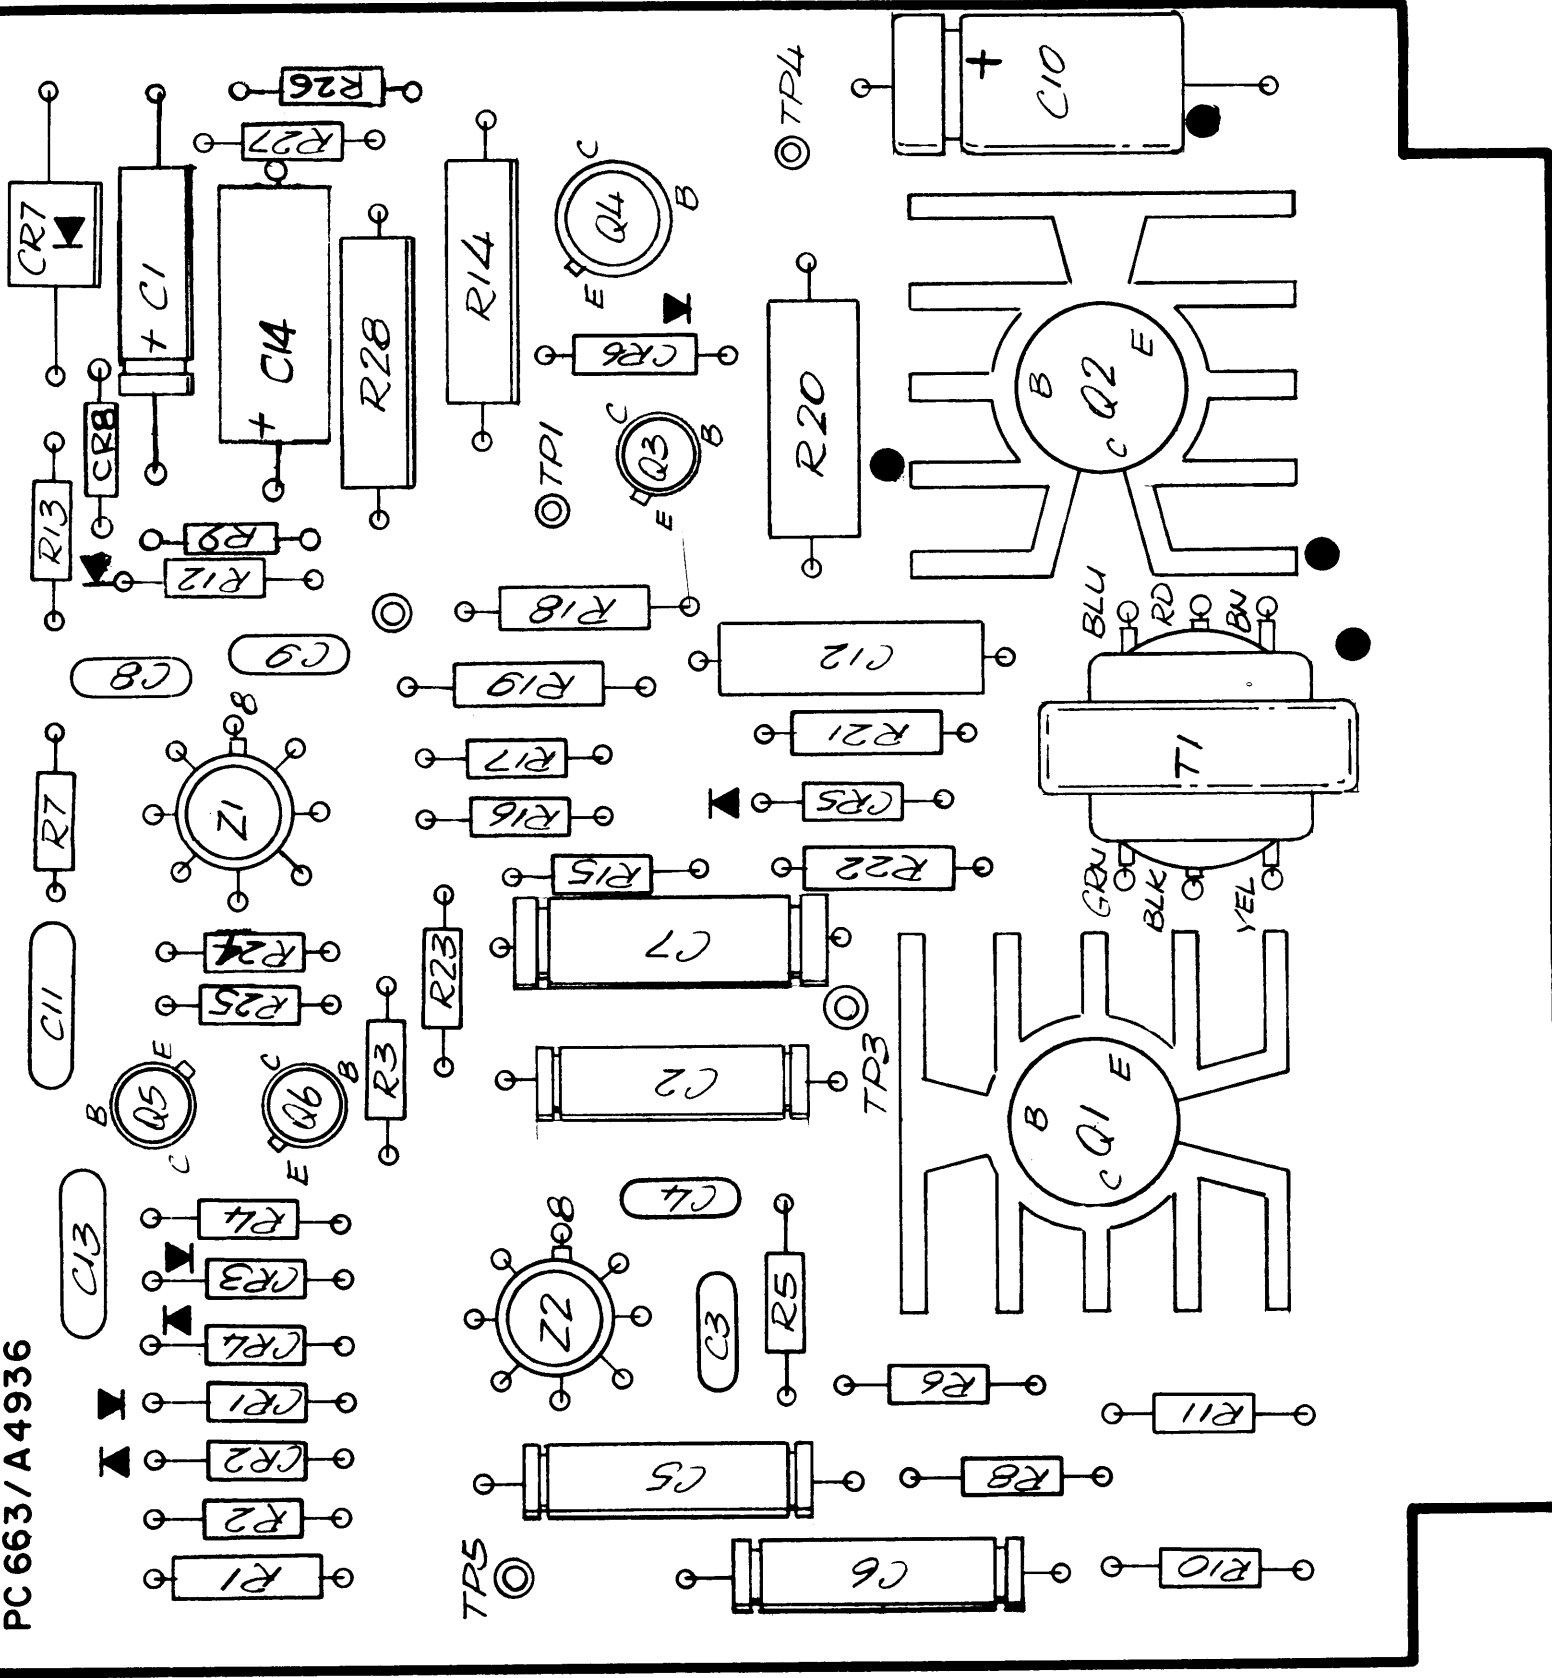 R26
R27
TP4
+
C10
CR7
+ C1
+ C14
R28
R14
C
Q4
B
E
CR6
R20
B
Q2
E
C
CR8
R13
TP1
C
Q3
B
E
R9
R12
R18
BLU
RD
BN
C8
C9
R19
C12
8
Z1
R7
R17
R21
T1
R16
CR5
R15
R22
GRN
BLK
YEL
C11
R24
R25
R23
C7
E
Q5
B
C
C
Q6
B
E
R3
C2
TP3
B
Q1
E
C
C13
R4
CR3
CR4
C4
8
Z2
C3
R5
PC663/A4936
CR1
CR2
R6
R11
R2
C5
R8
R1
TP5
C6
R10